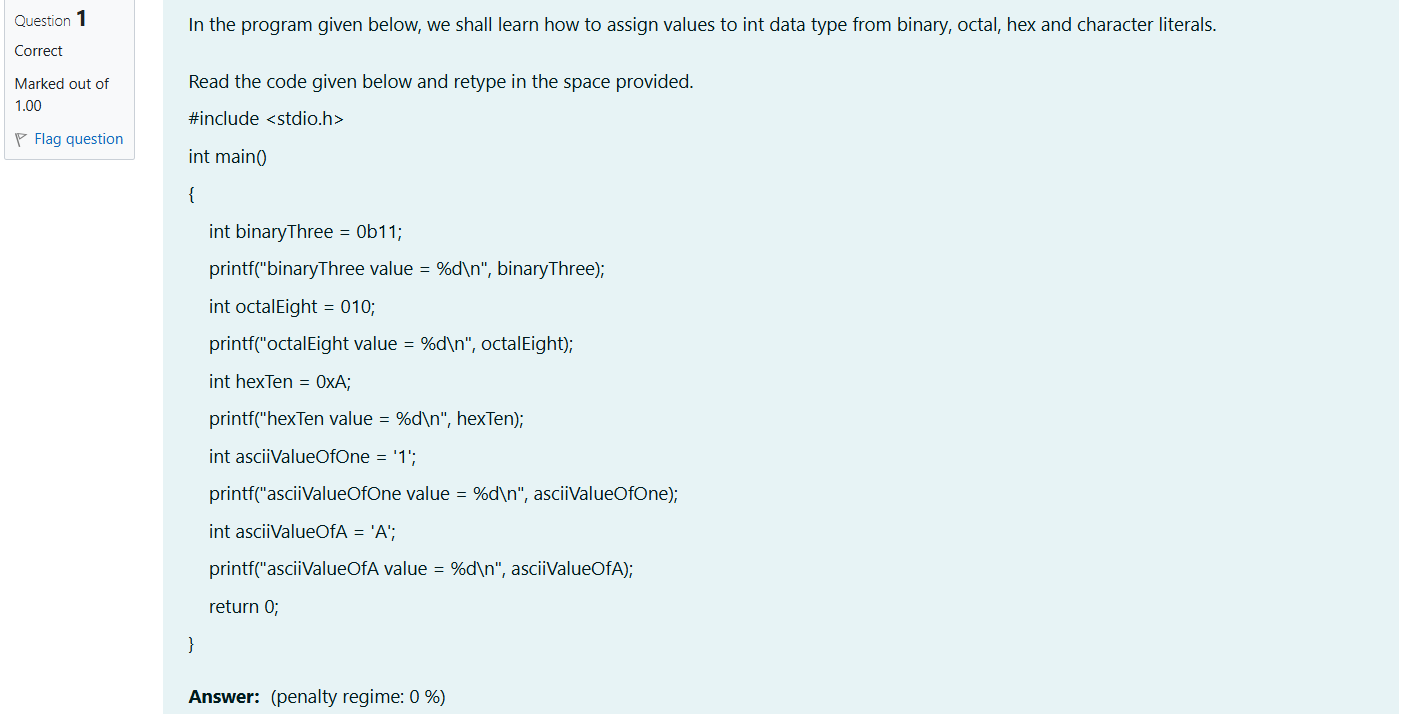 Question 1
Correct
Marked out of
1.00
Flag question
In the program given below, we shall learn how to assign values to int data type from binary, octal, hex and character literals.
Read the code given below and retype in the space provided.
#include <stdio.h>
int main()
{
int binaryThree = 0b11;
printf("binaryThree value = %d\n", binaryThree);
int octalEight = 010;
printf("octalEight value = %d\n", octalEight);
int hexTen = 0xA;
printf("hexTen value = %d\n", hexTen);
int asciiValueOfOne = '1';
printf("asciiValueOfOne value = %d\n", asciiValueOfOne);
int asciiValueOfA = 'A';
printf("asciiValueOfA value = %d\n", asciiValueOfA);
return 0;
}
Answer: (penalty regime: 0 %)